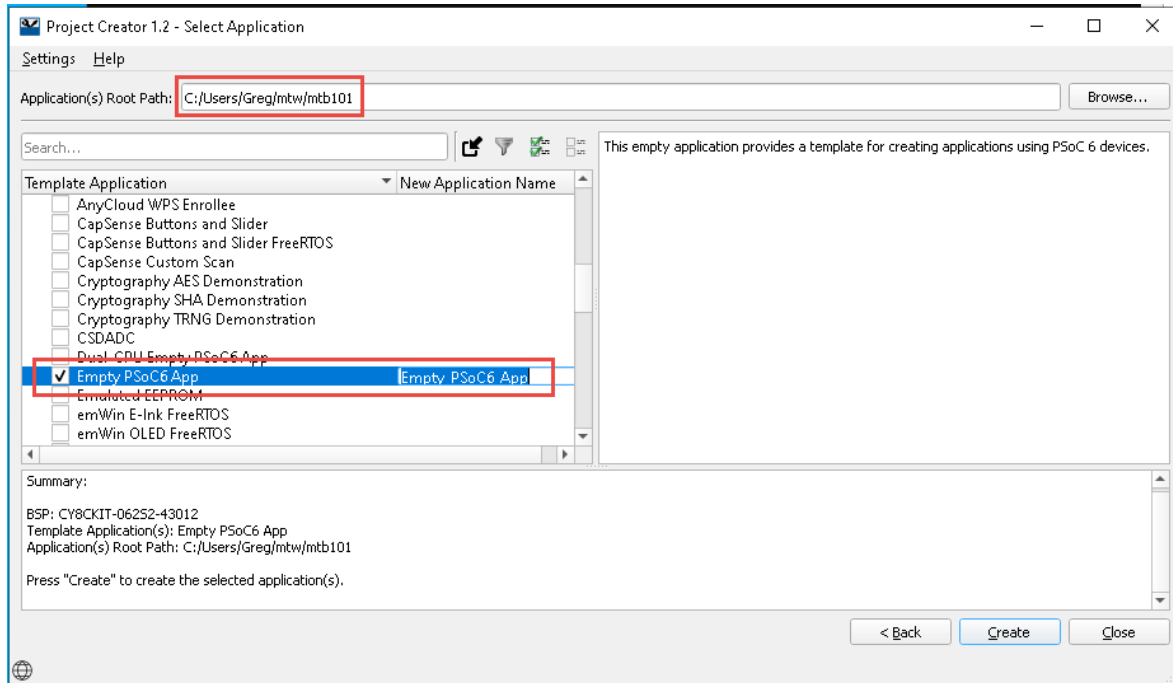 Project Creator 1.2 - Select Application
Settings Help
Application(s) Root Path: C:/Users/Greg/mtw/mtb101 Browse...
Search...
This empty application provides a template for creating applications using PSoC 6 devices.
Template Application New Application Name
AnyCloud WPS Enrollee
CapSense Buttons and Slider
CapSense Buttons and Slider FreeRTOS
CapSense Custom Scan
Cryptography AES Demonstration
Cryptography SHA Demonstration
Cryptography TRNG Demonstration
CSDADC
Dual-CPU Empty PSoC6 App
Empty PSoC6 App Empty PSoC6 App
Emulated EEPROM
emWin E-Ink FreeRTOS
emWin OLED FreeRTOS
Summary:
BSP: CY8CKIT-062S2-43012
Template Application(s): Empty PSoC6 App
Application(s) Root Path: C:/Users/Greg/mtw/mtb101
Press "Create" to create the selected application(s).
< Back Create Close